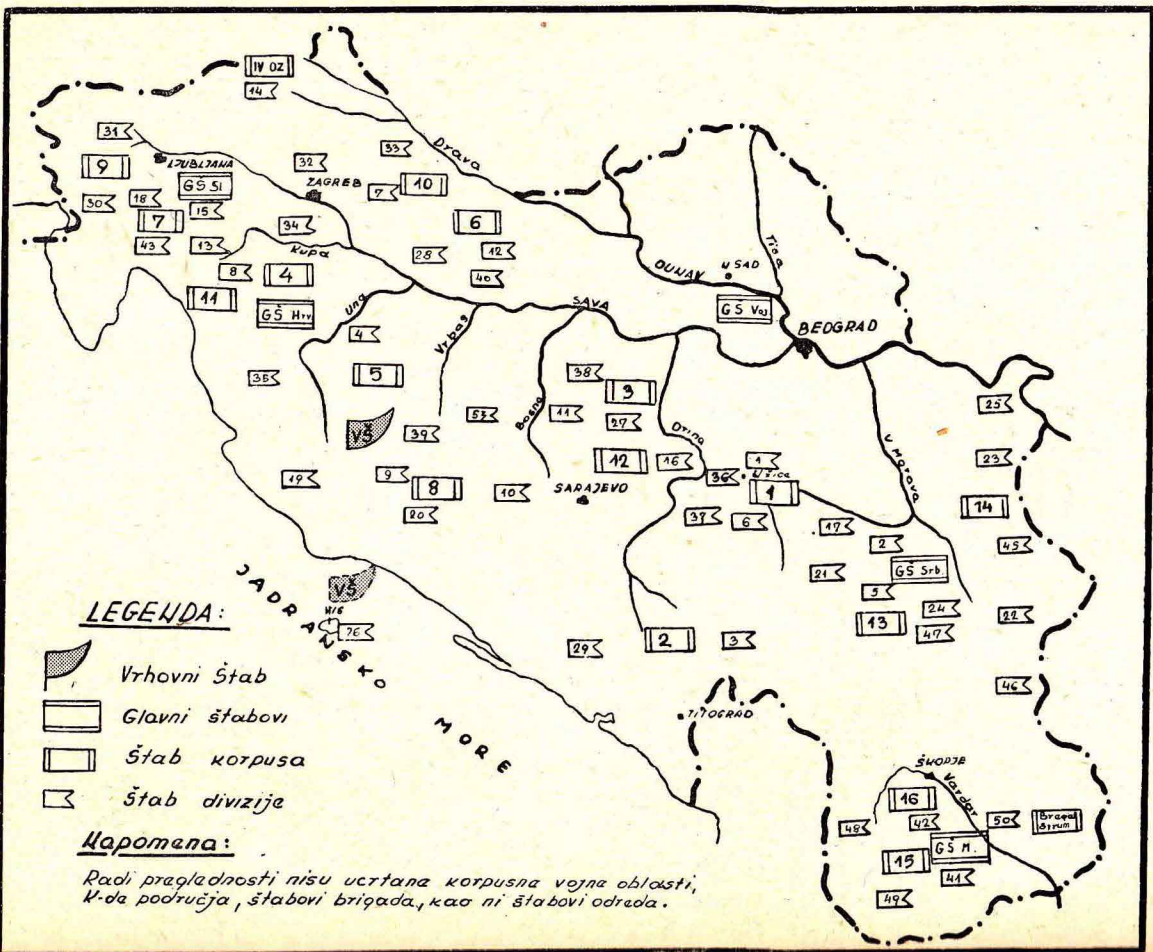 IV OZ
14
Drava
31
33
LJUBLJANA
32
9
ZAGREB
10
GŠ Sl
7
30
18
15
7
6
34
43
13
Kupa
28
12
8
4
40
11
GŠ Hrv
Una
Vrbas
SAVA
DUNAV
N SAD
Tisa
GŠ Voj
BEOGRAD
4
5
35
38
3
53
Bosna
11
27
Drina
VŠ
39
25
V Morava
23
19
9
8
10
12
16
SARAJEVO
36
1
Užice
1
20
37
6
17
14
2
45
21
GŠ Srb
5
24
22
13
47
VŠ
VIS
26
29
2
3
46
JADRANSKO MORE
TITOGRAD
SKOPJE
Vardar
16
48
42
50
Bregal
Strum
GŠ M.
15
41
49
LEGENDA:
Vrhovni Štab
Glavni štabovi
Štab korpusa
Štab divizije
Napomena:
Radi preglednosti nisu ucrtane korpusne vojne oblasti,
K-da područja, štabovi brigada, kao ni štabovi odreda.